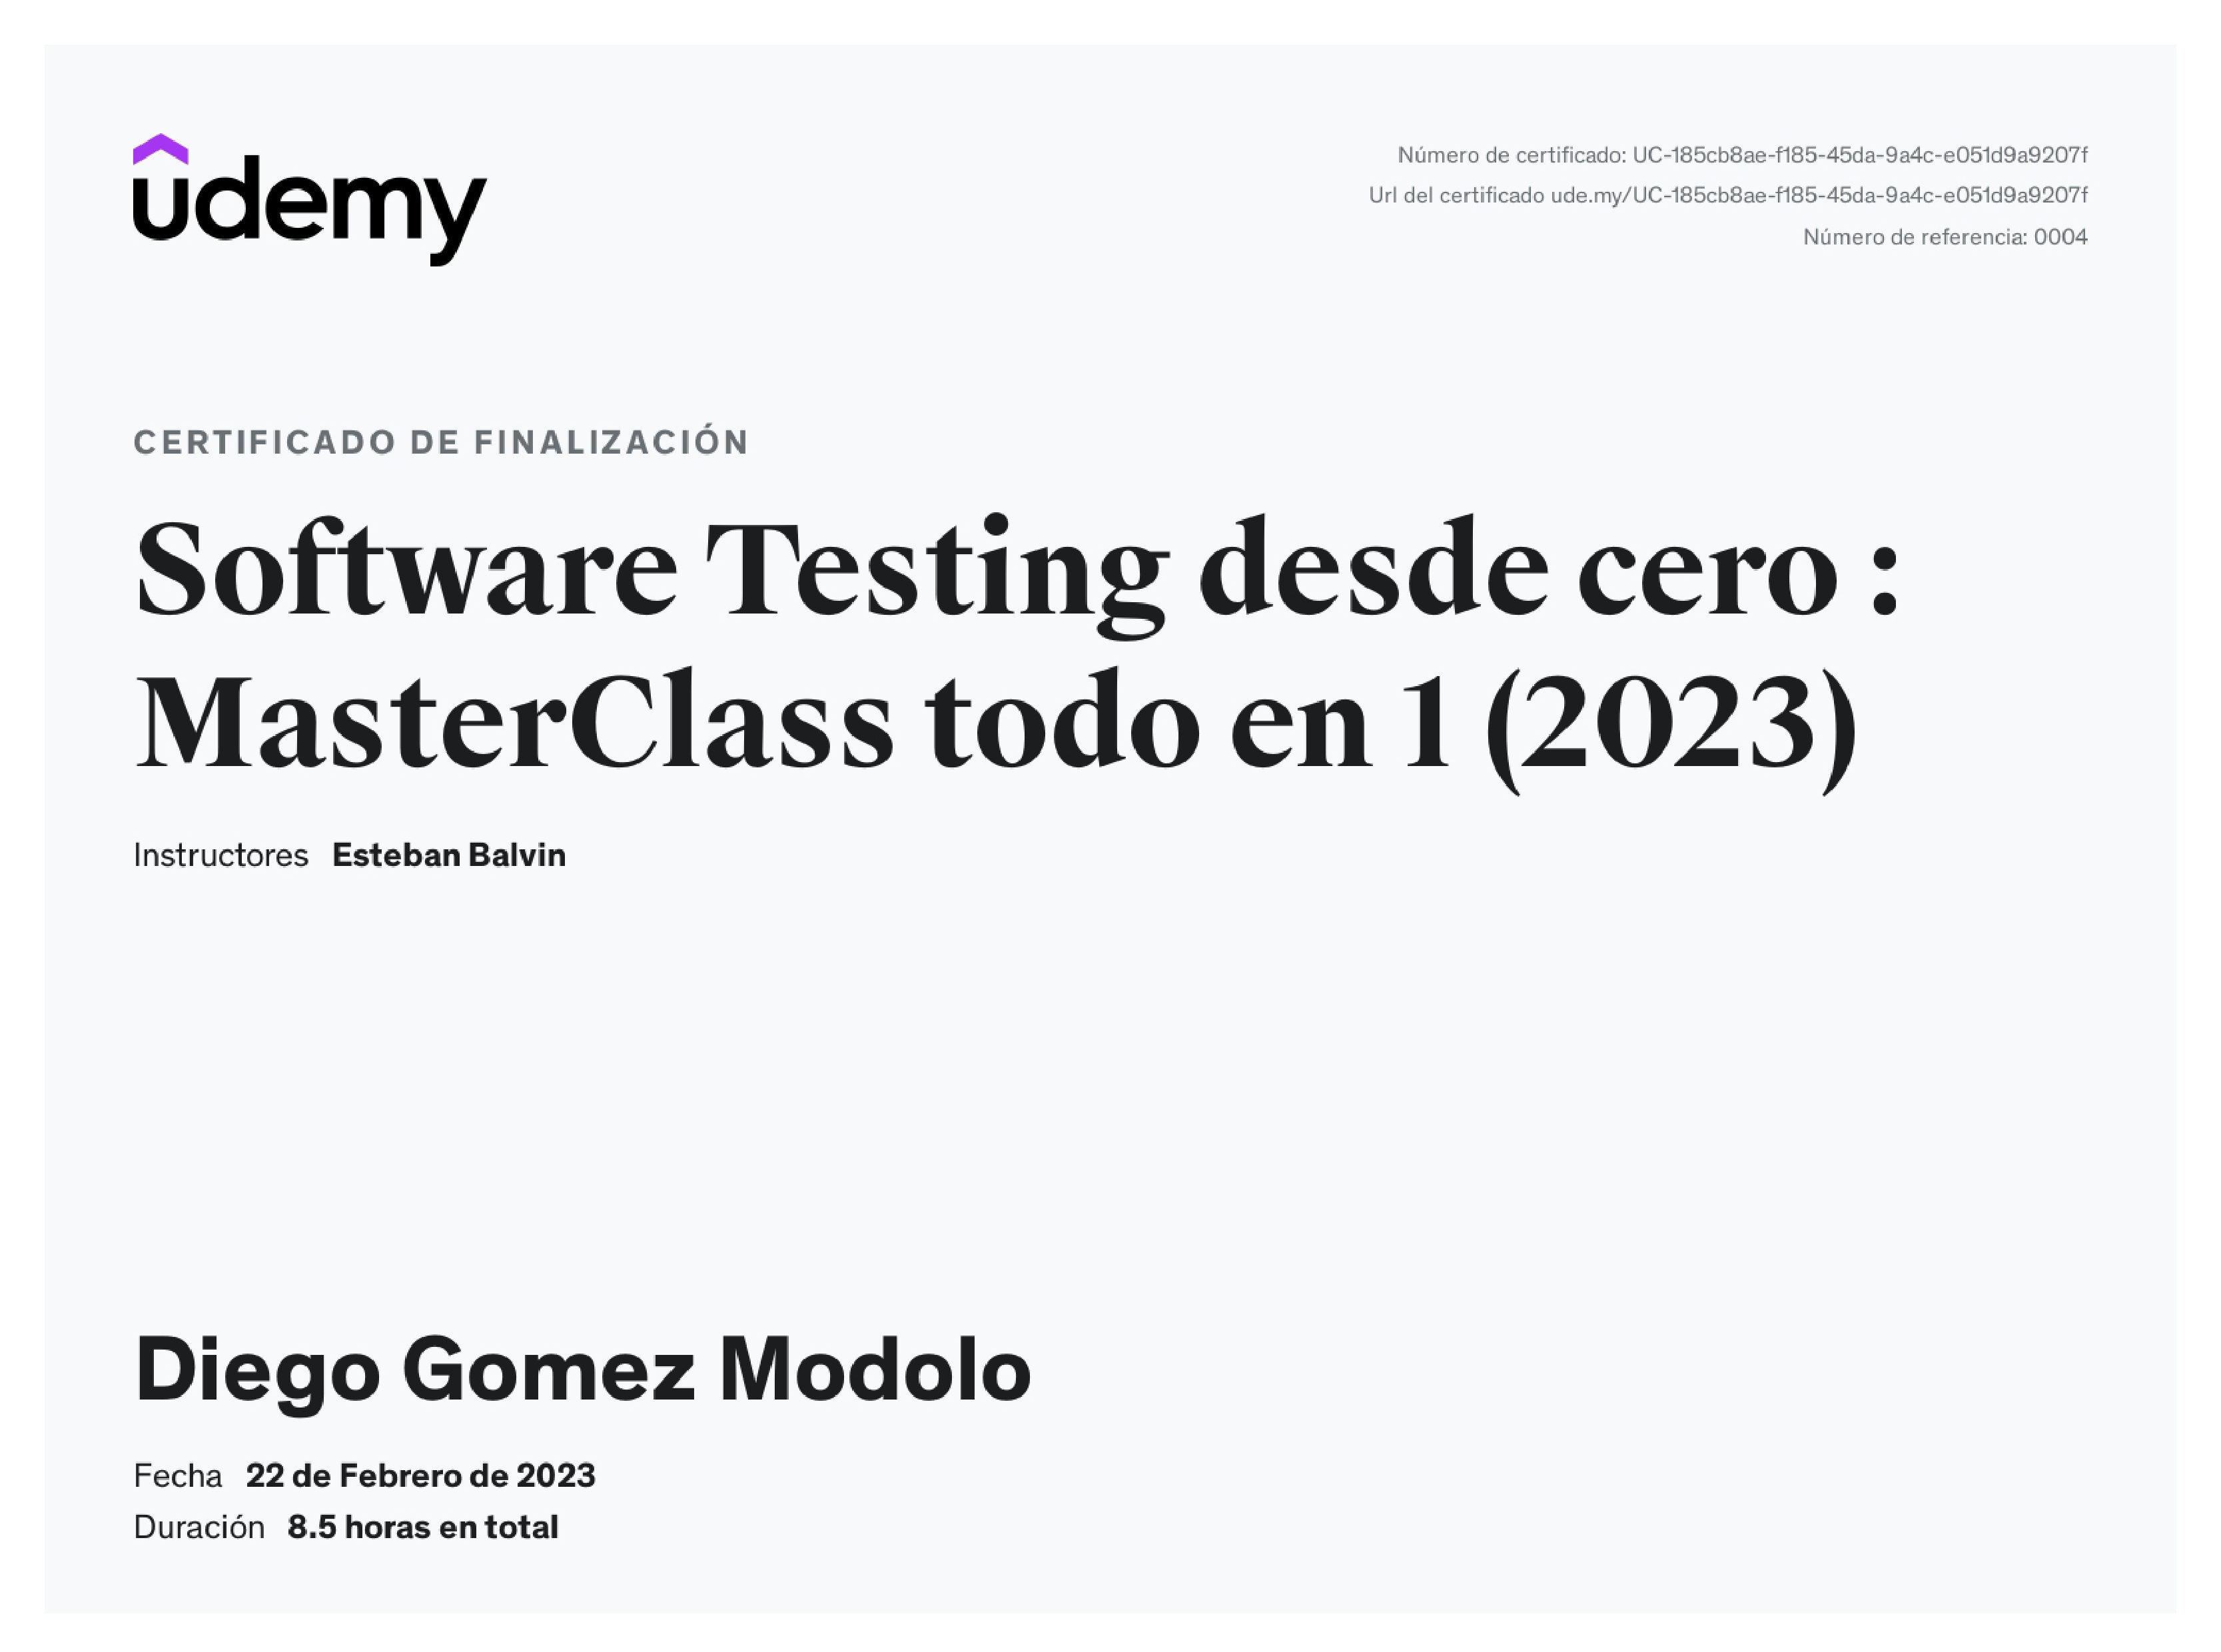 udemy
Número de certificado: UC-185cb8ae-f185-45da-9a4c-e051d9a9207f
Url del certificado ude.my/UC-185cb8ae-f185-45da-9a4c-e051d9a9207f
Número de referencia: 0004
CERTIFICADO DE FINALIZACIÓN
Software Testing desde cero :
MasterClass todo en 1 (2023)
Instructores Esteban Balvin
Diego Gomez Modolo
Fecha 22 de Febrero de 2023
Duración 8.5 horas en total